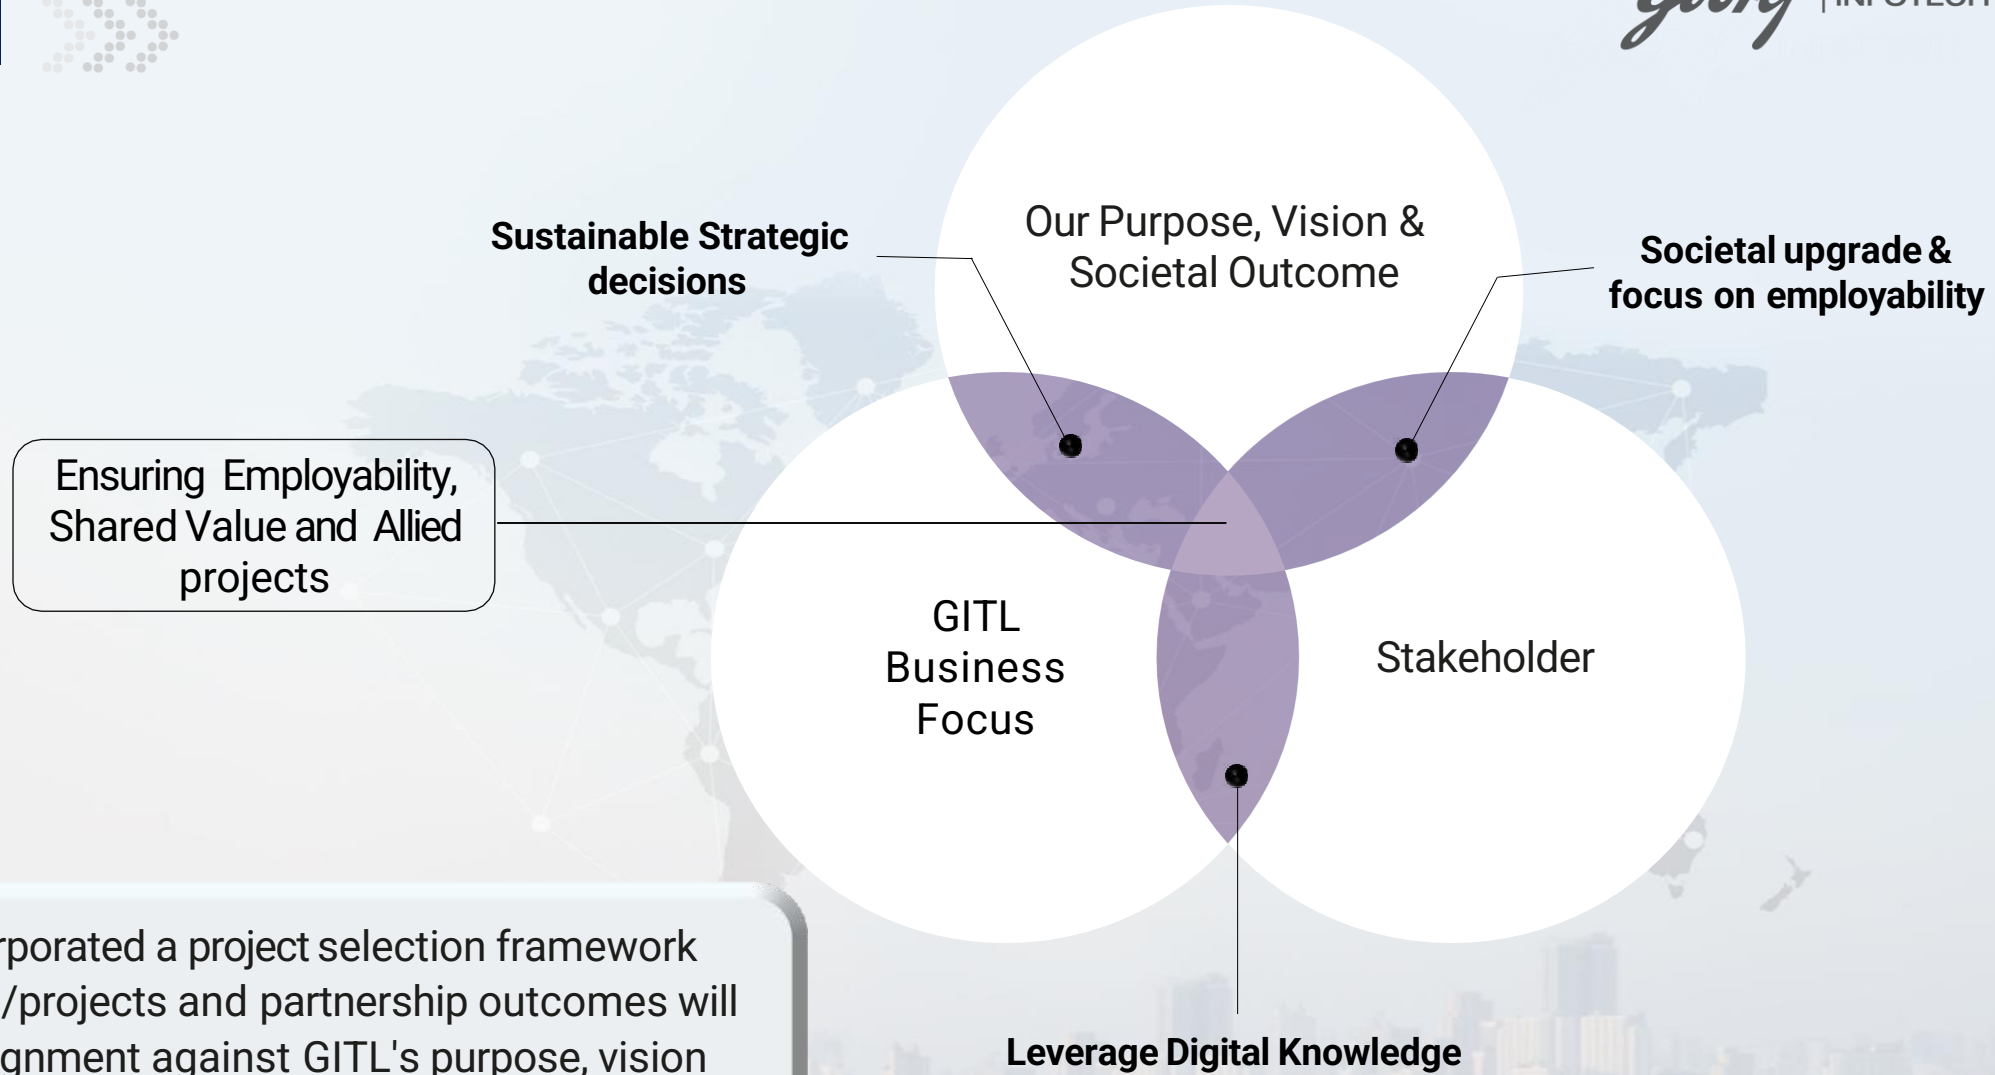 INFOTECH
Our Purpose, Vision &
Societal Outcome
Sustainable Strategic
decisions
Societal upgrade &
focus on employability
Ensuring Employability,
Shared Value and Allied
projects
GITL
Business
Focus
Stakeholder
rporated a project selection framework
/projects and partnership outcomes will
gnment against GITL's purpose, vision
Leverage Digital Knowledge